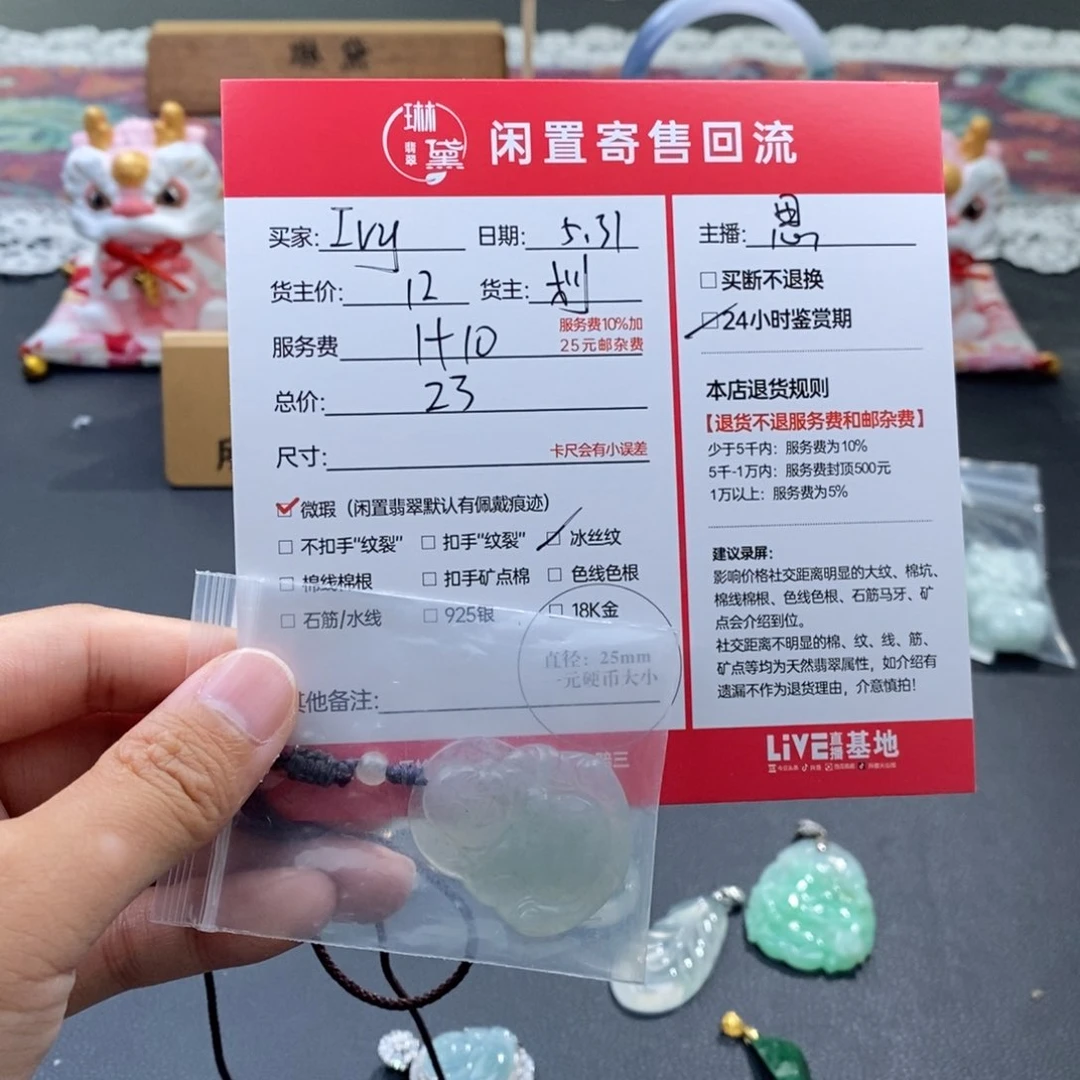 琳
翡翠 黛
闲置寄售回流
买家: Ivy 日期: 5.31
货主价: 12 货主: 刘
服务费 1+10
服务费10%加
25元邮杂费
总价: 23
尺寸:
卡尺会有小误差
微瑕（闲置翡翠默认有佩戴痕迹）
不扣手“纹裂” 扣手“纹裂” 冰丝纹
棉线棉根 扣手矿点棉 色线色根
石筋/水线 925银 18K金
直径：25mm
一元硬币大小
其他备注:
主播: 思
买断不退换
24小时鉴赏期
本店退货规则
【退货不退服务费和邮杂费】
少于5千内：服务费为10%
5千-1万内：服务费封顶500元
1万以上：服务费为5%
建议录屏：
影响价格社交距离明显的大纹、棉坑、
棉线棉根、色线色根、石筋马牙、矿
点会介绍到位。
社交距离不明显的棉、纹、线、筋、
矿点等均为天然翡翠属性，如介绍有
遗漏不作为退货理由，介意慎拍！
LiVE直播基地